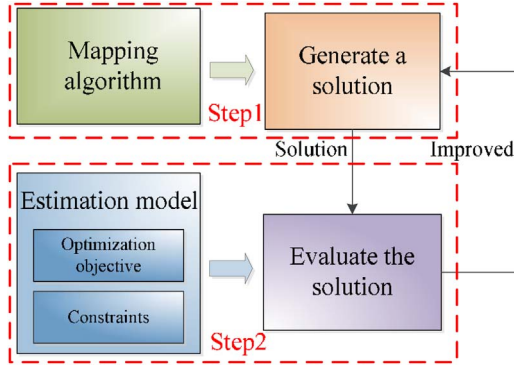 Mapping
algorithm
Generate a
solution
Step1
Solution
Improved
Estimation model
Optimization
objective
Constraints
Evaluate the
solution
Step2